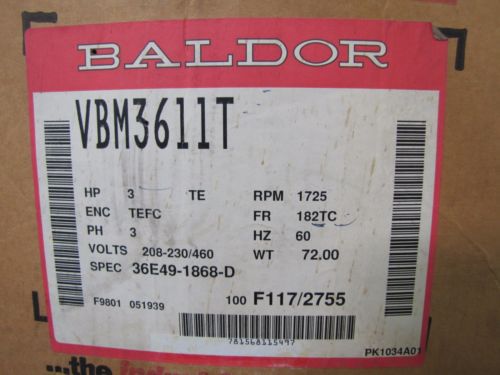 BALDOR
VBM3611T
HP 3 TE RPM 1725
ENC TEFC FR 182TC
PH 3 HZ 60
VOLTS 208-230/460 WT 72.00
SPEC 36E49-1868-D
F9801 051939 100 F117/2755
781568115497
PK1034A01
...the